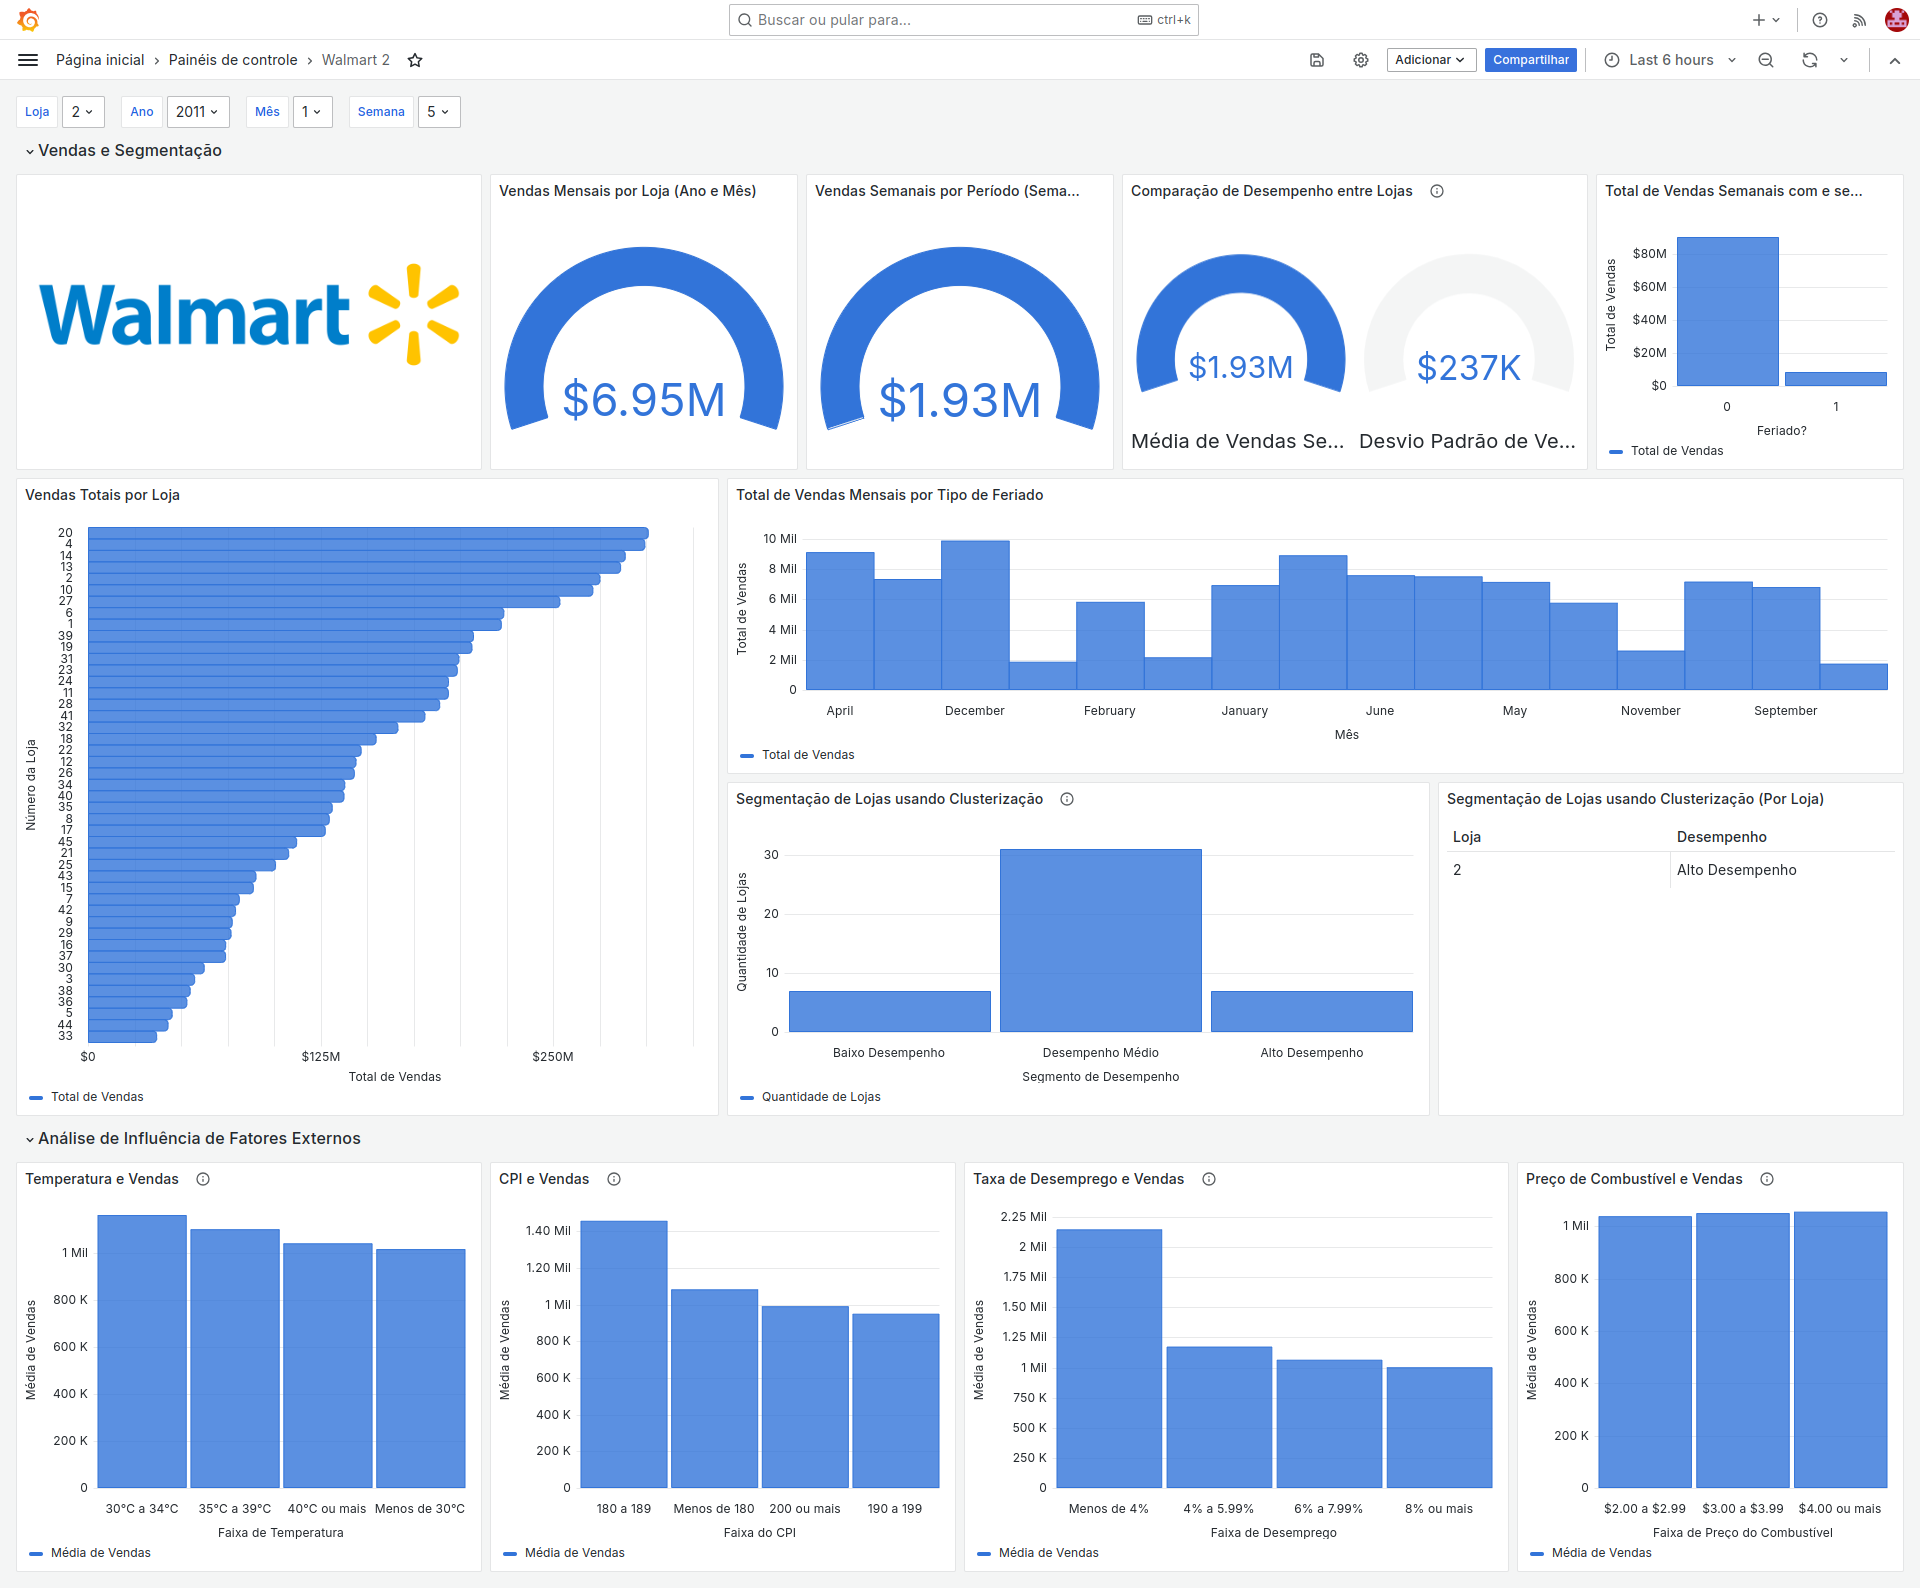 Buscar ou pular para...
ctrl+k
Página inicial › Painéis de controle › Walmart 2
Adicionar
Compartilhar
Last 6 hours
Loja 2 Ano 2011 Mês 1 Semana 5
Vendas e Segmentação
Walmart
Vendas Mensais por Loja (Ano e Mês)
$6.95M
Vendas Semanais por Período (Sema...
$1.93M
Comparação de Desempenho entre Lojas
$1.93M
$237K
Média de Vendas Se...
Desvio Padrão de Ve...
Total de Vendas Semanais com e se...
Total de Vendas
$80M
$60M
$40M
$20M
$0
0 1
Feriado?
Total de Vendas
Vendas Totais por Loja
Número da Loja
20
4
14
13
2
10
27
6
1
39
19
31
23
24
11
28
41
32
18
22
12
26
34
40
35
8
17
45
21
25
43
15
7
42
9
29
16
37
30
3
38
36
5
44
33
$0 $125M $250M
Total de Vendas
Total de Vendas
Total de Vendas Mensais por Tipo de Feriado
Total de Vendas
10 Mil
8 Mil
6 Mil
4 Mil
2 Mil
0
April December February January June May November September
Mês
Total de Vendas
Segmentação de Lojas usando Clusterização
Quantidade de Lojas
30
20
10
0
Baixo Desempenho Desempenho Médio Alto Desempenho
Segmento de Desempenho
Quantidade de Lojas
Segmentação de Lojas usando Clusterização (Por Loja)
Loja Desempenho
2 Alto Desempenho
Análise de Influência de Fatores Externos
Temperatura e Vendas
Média de Vendas
1 Mil
800 K
600 K
400 K
200 K
0
30°C a 34°C 35°C a 39°C 40°C ou mais Menos de 30°C
Faixa de Temperatura
Média de Vendas
CPI e Vendas
Média de Vendas
1.40 Mil
1.20 Mil
1 Mil
800 K
600 K
400 K
200 K
0
180 a 189 Menos de 180 200 ou mais 190 a 199
Faixa do CPI
Média de Vendas
Taxa de Desemprego e Vendas
Média de Vendas
2.25 Mil
2 Mil
1.75 Mil
1.50 Mil
1.25 Mil
1 Mil
750 K
500 K
250 K
0
Menos de 4% 4% a 5.99% 6% a 7.99% 8% ou mais
Faixa de Desemprego
Média de Vendas
Preço de Combustível e Vendas
Média de Vendas
1 Mil
800 K
600 K
400 K
200 K
0
$2.00 a $2.99 $3.00 a $3.99 $4.00 ou mais
Faixa de Preço do Combustível
Média de Vendas